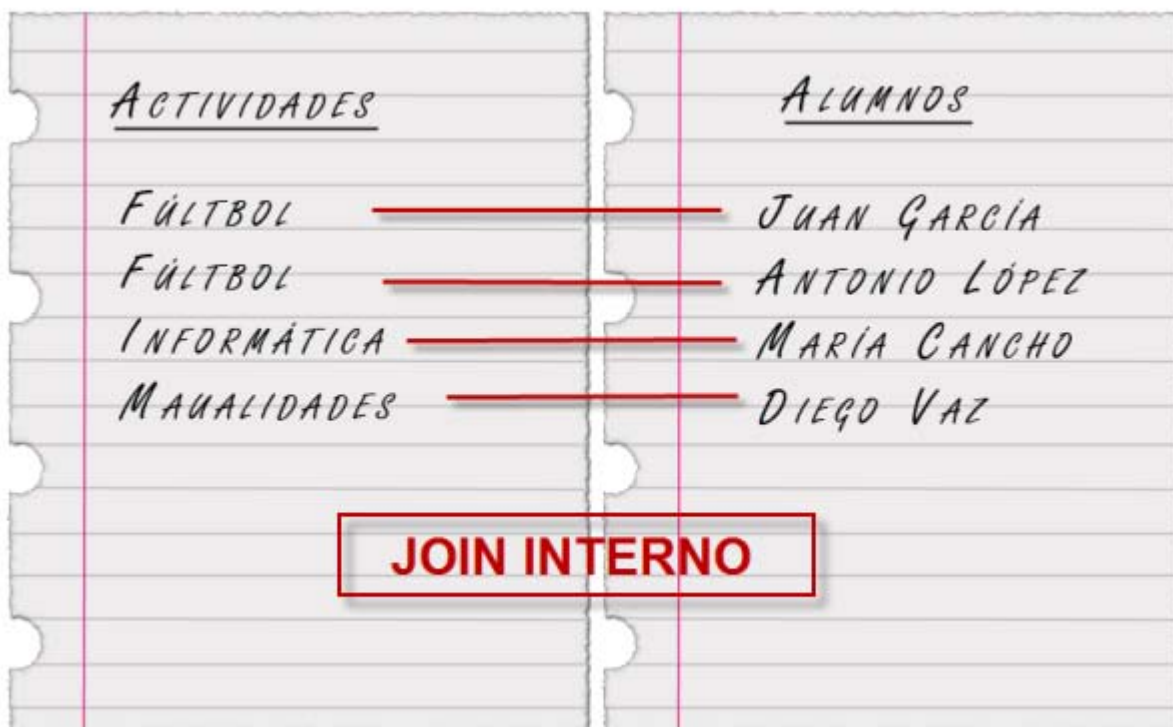 ACTIVIDADES
FÚLTBOL
FÚLTBOL
INFORMÁTICA
MAUALIDADES
ALUMNOS
JUAN GARCÍA
ANTONIO LÓPEZ
MARÍA CANCHO
DIEGO VAZ
JOIN INTERNO